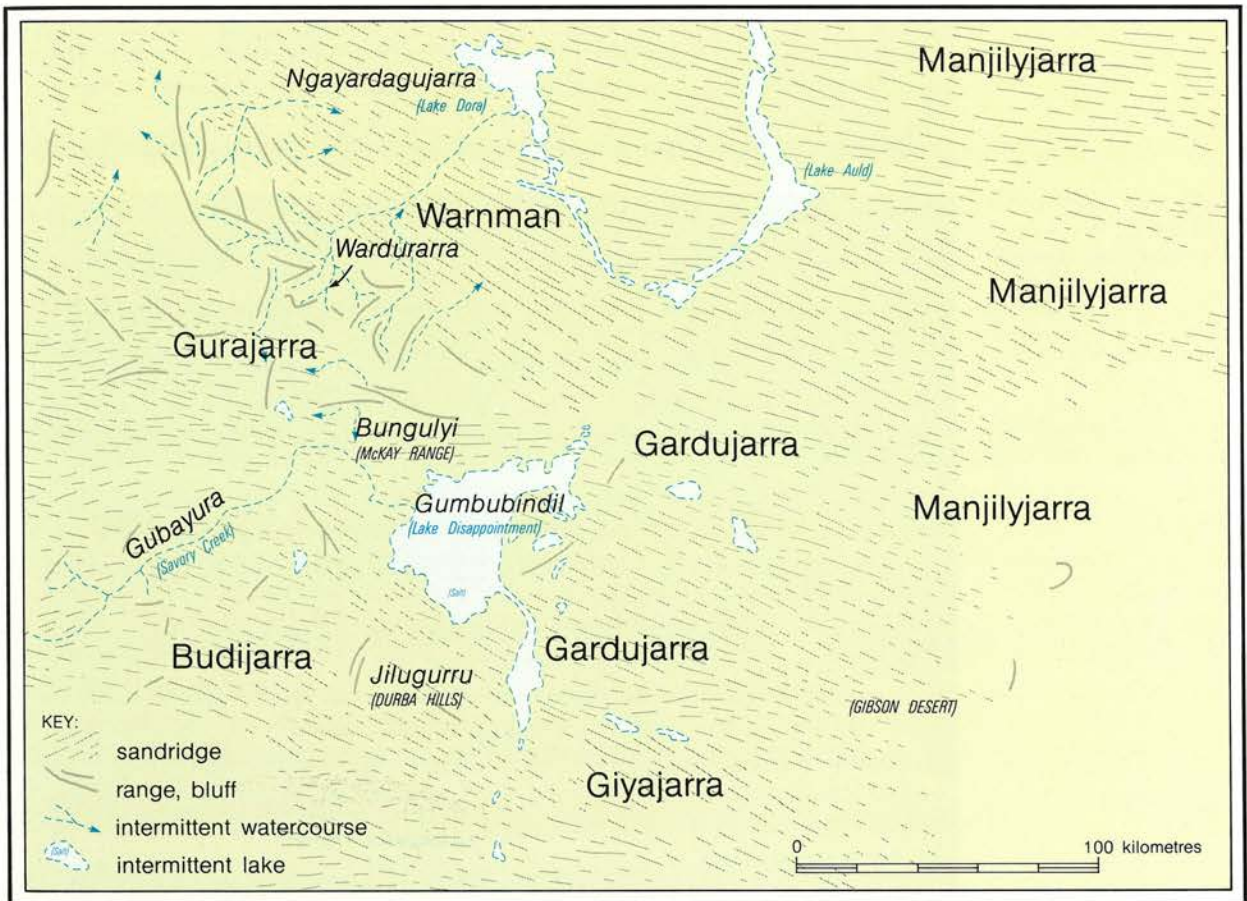 Manjilyjarra
Ngayardagujarra
(Lake Dora)
(Lake Auld)
Warnman
Wardurarra
Manjilyjarra
Gurajarra
Bungulyi
(McKAY RANGE)
Gardujarra
Gumbubindil
(Lake Disappointment)
Manjilyjarra
Gubayura
(Savory Creek)
(Salt)
Budijarra
Gardujarra
Jilugurru
(DURBA HILLS)
(GIBSON DESERT)
Giyajarra
KEY:
sandridge
range, bluff
intermittent watercourse
(Salt)
intermittent lake
0 100 kilometres